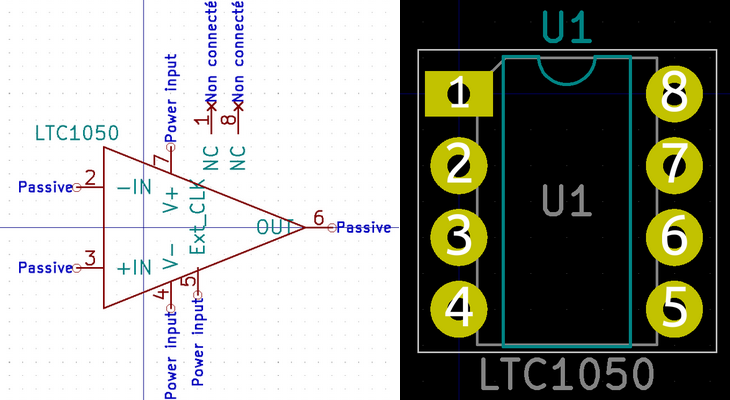 Non connecté
Non connecté
Power input
1
8
LTC1050
7
NC
NC
Passive
2
-IN
V+
Ext_CLK
OUT
6
Passive
Passive
3
+IN
V-
4
5
Power input
Power input
U1
1
8
2
7
U1
3
6
4
5
LTC1050